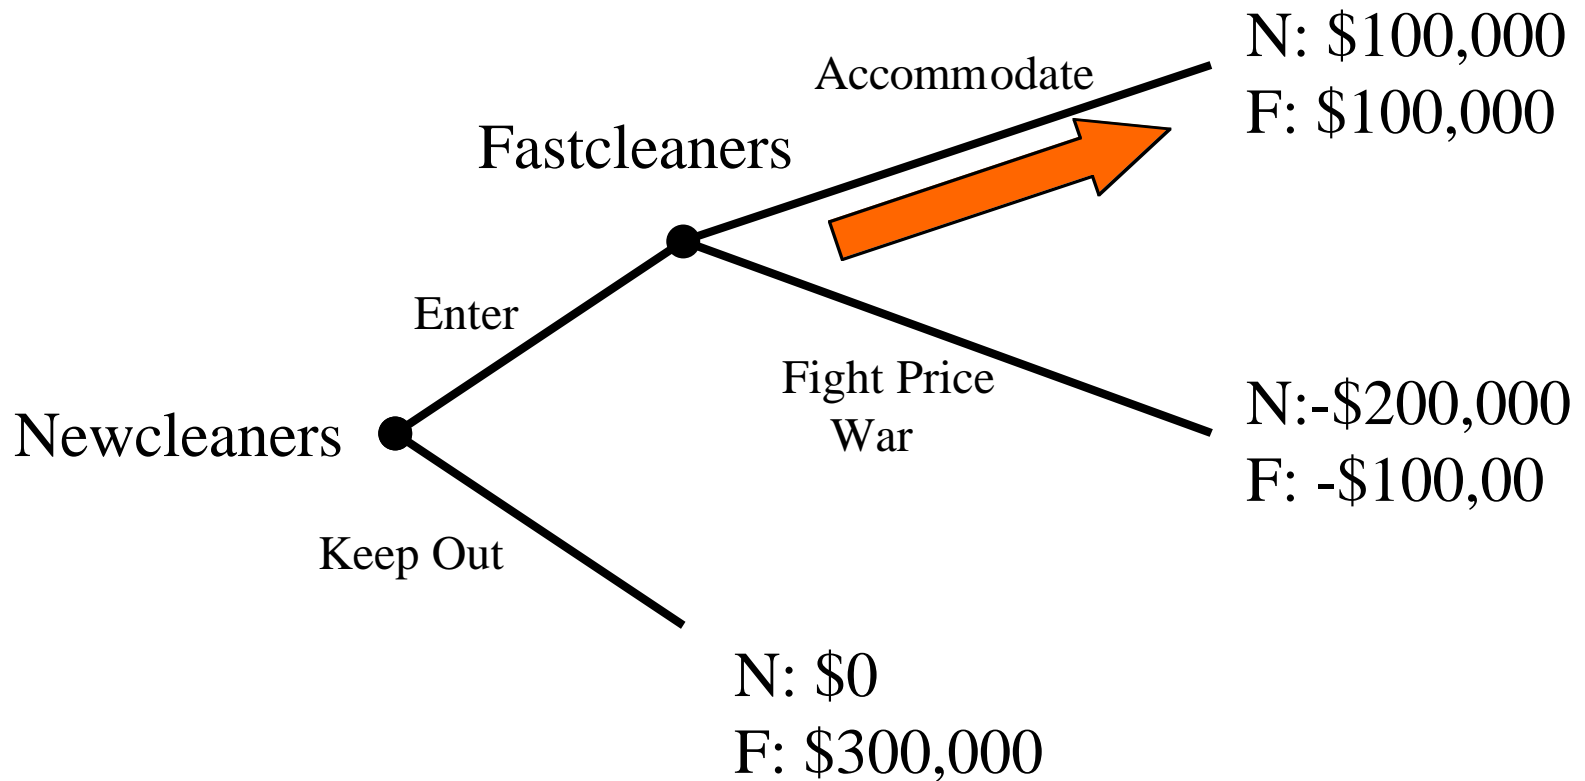 N: $100,000
Accommodate
F: $100,000
Fastcleaners
Enter
Fight Price
War
N:-$200,000
Newcleaners
F: -$100,00
Keep Out
N: $0
F: $300,000